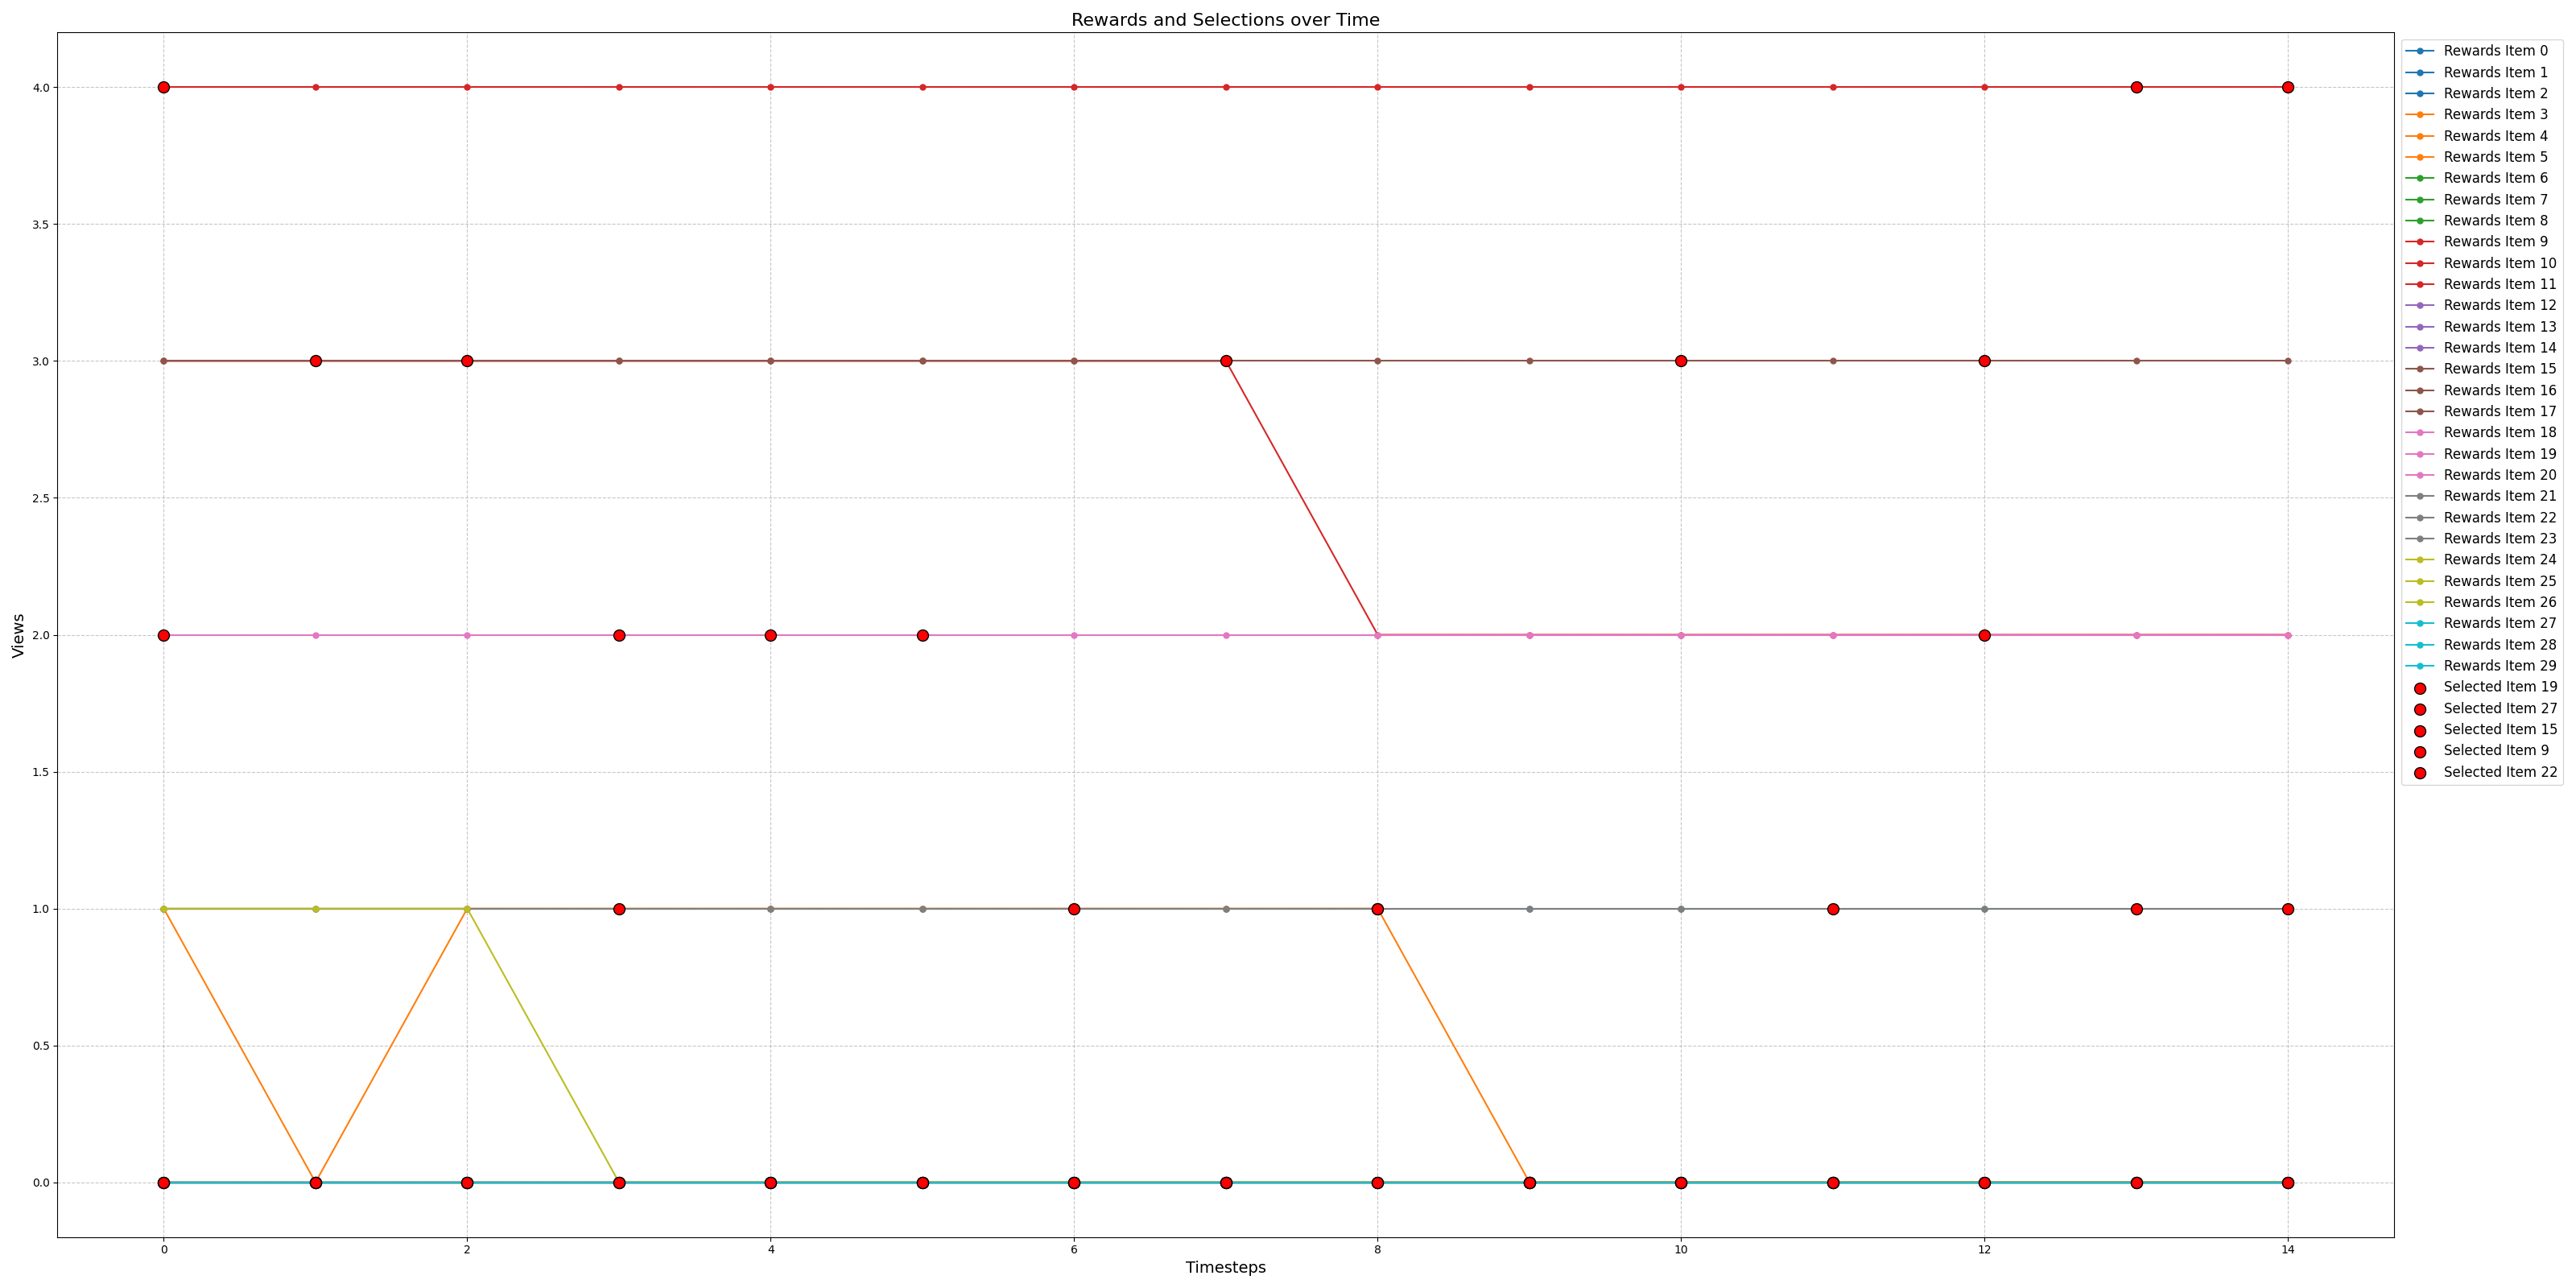 Rewards and Selections over Time
Views
4.0
3.5
3.0
2.5
2.0
1.5
1.0
0.5
0.0
0 2 4 6 8 10 12 14
Timesteps
Rewards Item 0
Rewards Item 1
Rewards Item 2
Rewards Item 3
Rewards Item 4
Rewards Item 5
Rewards Item 6
Rewards Item 7
Rewards Item 8
Rewards Item 9
Rewards Item 10
Rewards Item 11
Rewards Item 12
Rewards Item 13
Rewards Item 14
Rewards Item 15
Rewards Item 16
Rewards Item 17
Rewards Item 18
Rewards Item 19
Rewards Item 20
Rewards Item 21
Rewards Item 22
Rewards Item 23
Rewards Item 24
Rewards Item 25
Rewards Item 26
Rewards Item 27
Rewards Item 28
Rewards Item 29
Selected Item 19
Selected Item 27
Selected Item 15
Selected Item 9
Selected Item 22